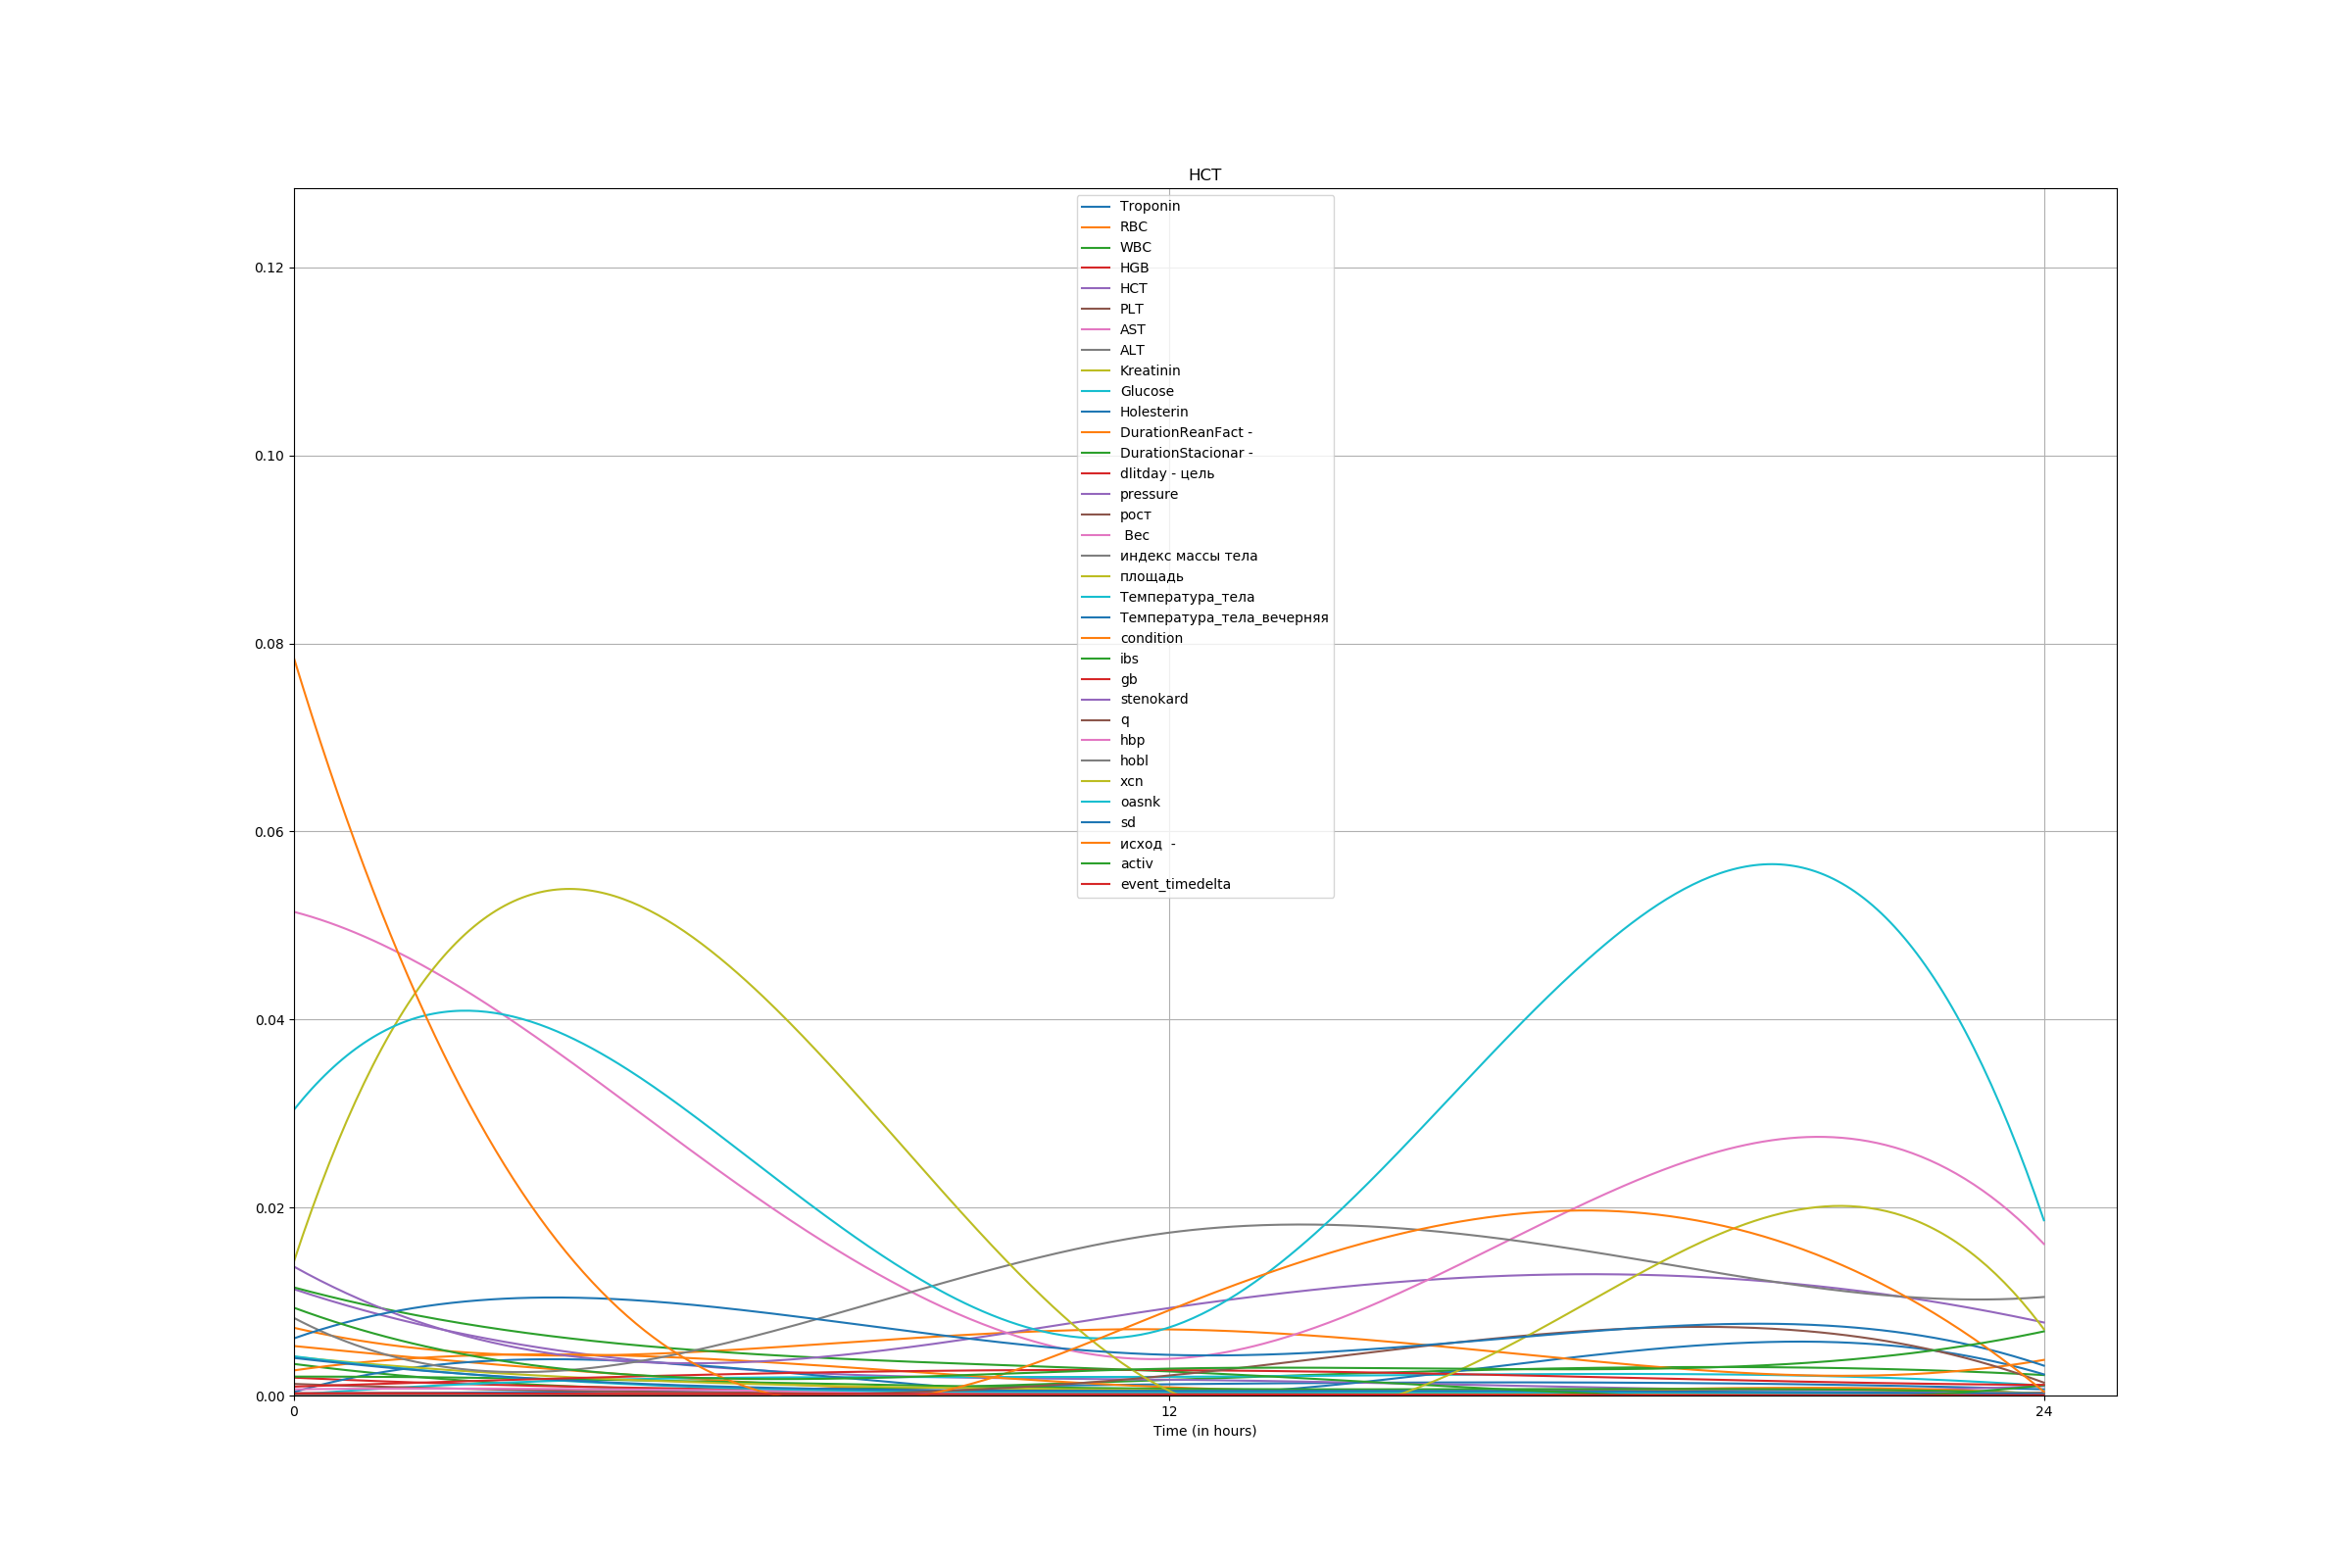 HCT
Troponin
RBC
WBC
HGB
HCT
PLT
AST
ALT
Kreatinin
Glucose
Holesterin
DurationReanFact -
DurationStacionar -
dlitday - цель
pressure
рост
Вес
индекс массы тела
площадь
Температура_тела
Температура_тела_вечерняя
condition
ibs
gb
stenokard
q
hbp
hobl
xcn
oasnk
sd
исход  -
activ
event_timedelta
0.12
0.10
0.08
0.06
0.04
0.02
0.00
0 12 24
Time (in hours)